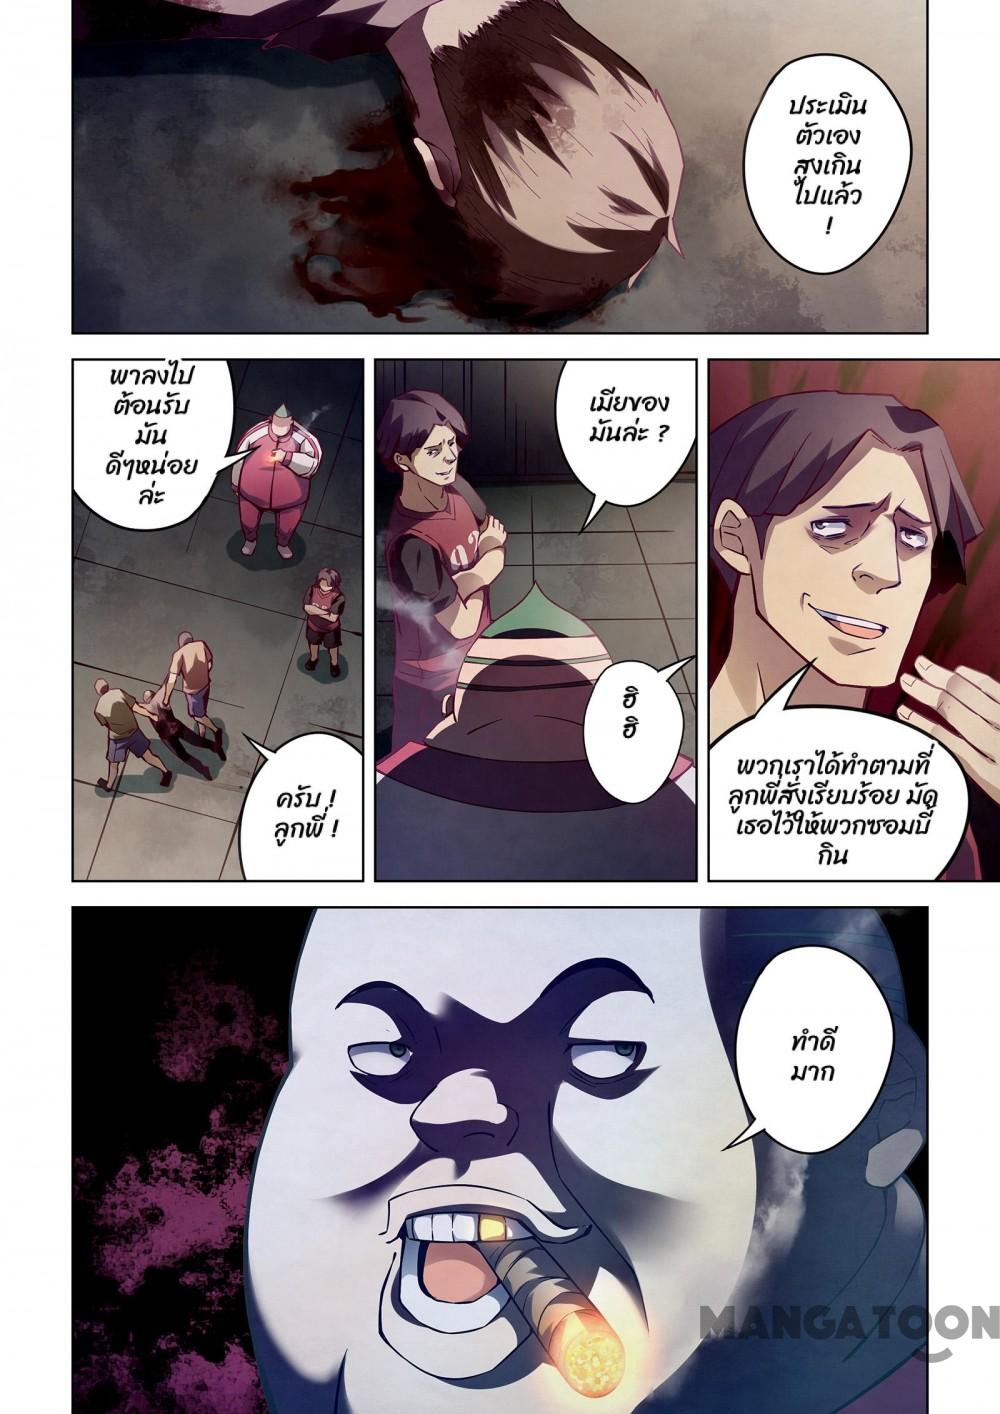 ประเมิน
ตัวเอง
สูงเกิน
ไปแล้ว
!
พาลงไป
ต้อนรับ
มัน
ดีๆหน่อย
ล่ะ
ครับ !
ลูกพี่ !
เมียของ
มันล่ะ ?
02
ฮิ
ฮิ
พวกเราได้ทำตามที่
ลูกพี่สั่งเรียบร้อย มัด
เธอไว้ให้พวกซอมบี้
กิน
ทำดี
มาก
MANGATOON